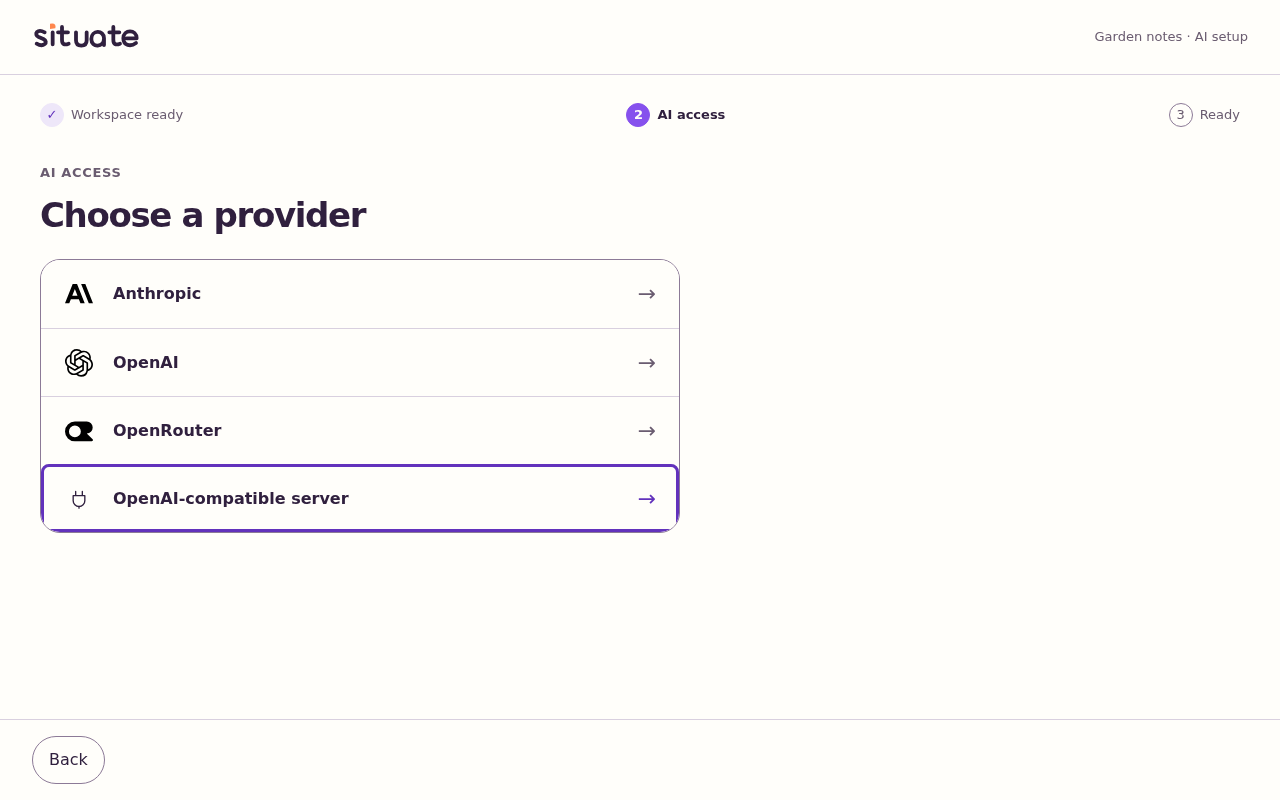 situate
Garden notes · AI setup
✓ Workspace ready
2 AI access
3 Ready
AI ACCESS
Choose a provider
Anthropic →
OpenAI →
OpenRouter →
OpenAI-compatible server →
Back